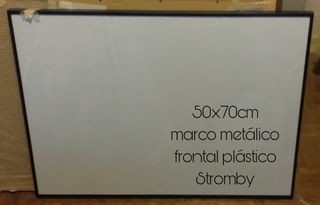 50x70cm
marco metálico
frontal plástico
Stromby